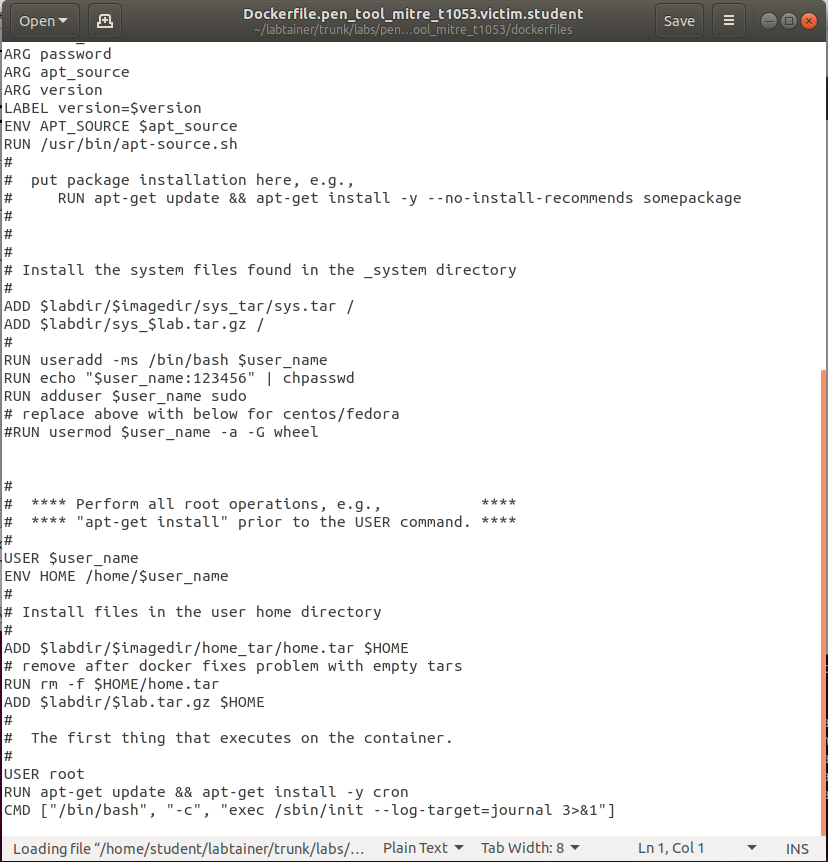 Open
Dockerfile.pen_tool_mitre_t1053.victim.student
~/labtainer/trunk/labs/pen…ool_mitre_t1053/dockerfiles
Save
ARG password
ARG apt_source
ARG version
LABEL version=$version
ENV APT_SOURCE $apt_source
RUN /usr/bin/apt-source.sh
#
#  put package installation here, e.g.,
#     RUN apt-get update && apt-get install -y --no-install-recommends somepackage
#
#
#
# Install the system files found in the _system directory
#
ADD $labdir/$imagedir/sys_tar/sys.tar /
ADD $labdir/sys_$lab.tar.gz /
#
RUN useradd -ms /bin/bash $user_name
RUN echo "$user_name:123456" | chpasswd
RUN adduser $user_name sudo
# replace above with below for centos/fedora
#RUN usermod $user_name -a -G wheel
#
#  **** Perform all root operations, e.g.,           ****
#  **** "apt-get install" prior to the USER command. ****
#
USER $user_name
ENV HOME /home/$user_name
#
# Install files in the user home directory
#
ADD $labdir/$imagedir/home_tar/home.tar $HOME
# remove after docker fixes problem with empty tars
RUN rm -f $HOME/home.tar
ADD $labdir/$lab.tar.gz $HOME
#
#  The first thing that executes on the container.
#
USER root
RUN apt-get update && apt-get install -y cron
CMD ["/bin/bash", "-c", "exec /sbin/init --log-target=journal 3>&1"]
Loading file “/home/student/labtainer/trunk/labs/…
Plain Text
Tab Width: 8
Ln 1, Col 1
INS